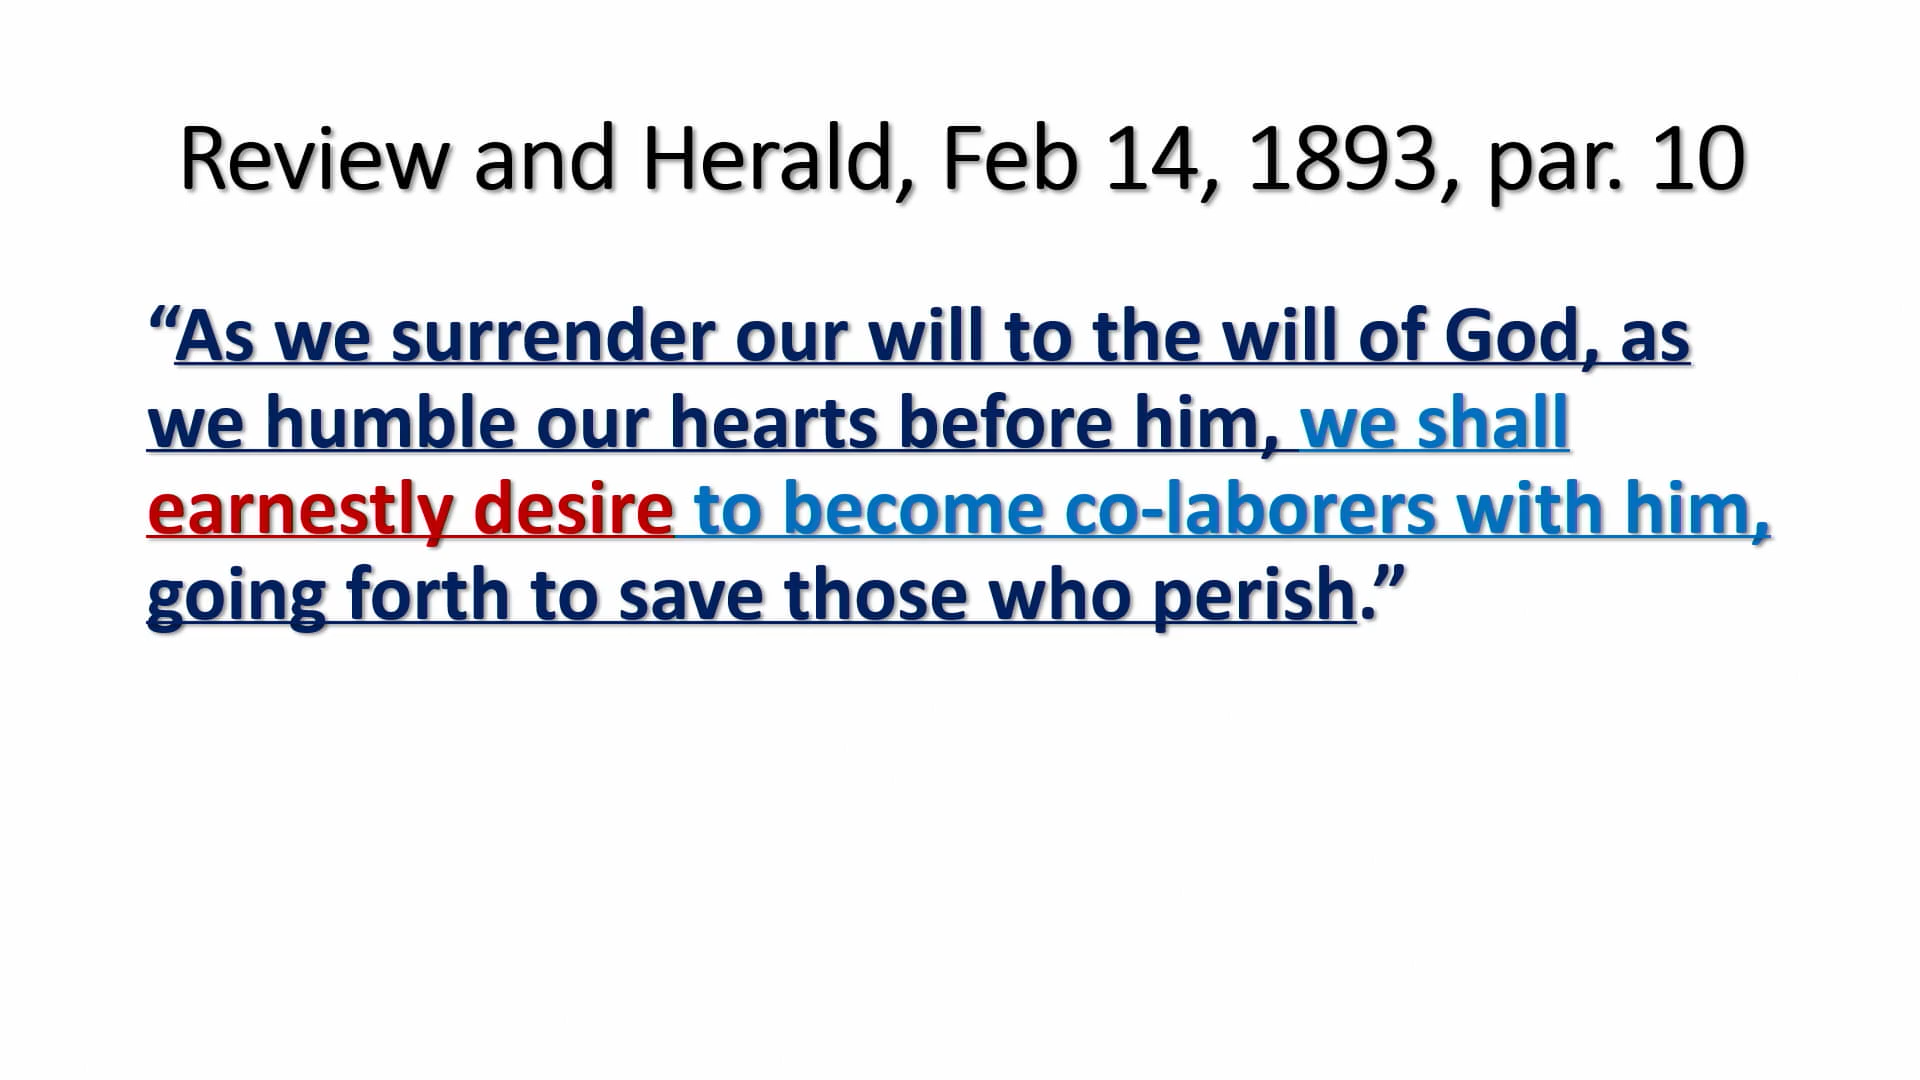 Review and Herald, Feb 14, 1893, par. 10
“As we surrender our will to the will of God, as
we humble our hearts before him, we shall
earnestly desire to become co-laborers with him,
going forth to save those who perish.”